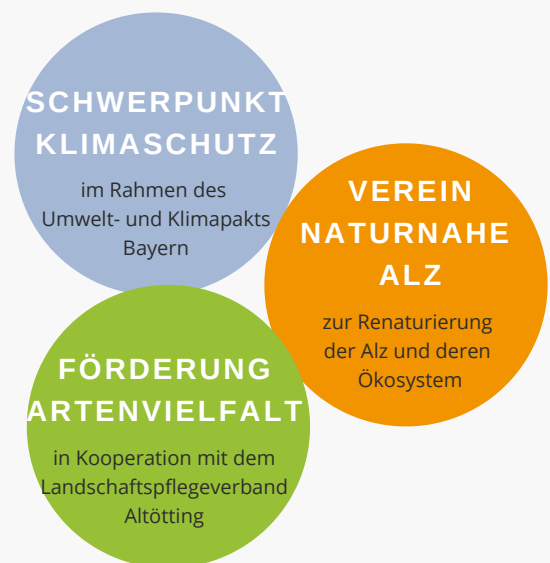 SCHWERPUNKT
KLIMASCHUTZ
im Rahmen des
Umwelt- und Klimapakts
Bayern
VEREIN
NATURNAHE
ALZ
zur Renaturierung
der Alz und deren
Ökosystem
FÖRDERUNG
ARTENVIELFALT
in Kooperation mit dem
Landschaftspflegeverband
Altötting